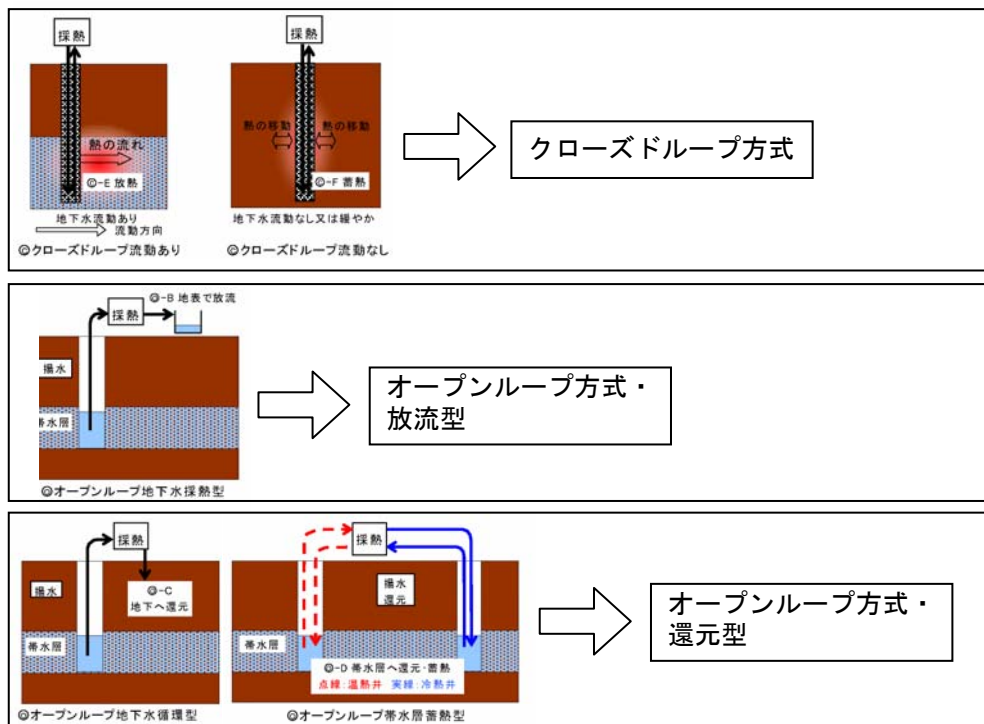 採熱
採熱
熱の流れ
Ⓒ-E 放熱
熱の移動 熱の移動
Ⓒ-F 蓄熱
地下水流動あり
流動方向
地下水流動なし又は緩やか
Ⓒクローズドループ流動あり
Ⓒクローズドループ流動なし
クローズドループ方式
◎-B 地表で放流
採熱
揚水
帯水層
◎オープンループ地下水採熱型
オープンループ方式・
放流型
採熱
揚水
◎-C
地下へ還元
帯水層
◎オープンループ地下水循環型
採熱
揚水
還元
帯水層
◎-D 帯水層へ還元・蓄熱
点線:温熱井 実線:冷熱井
◎オープンループ帯水層蓄熱型
オープンループ方式・
還元型